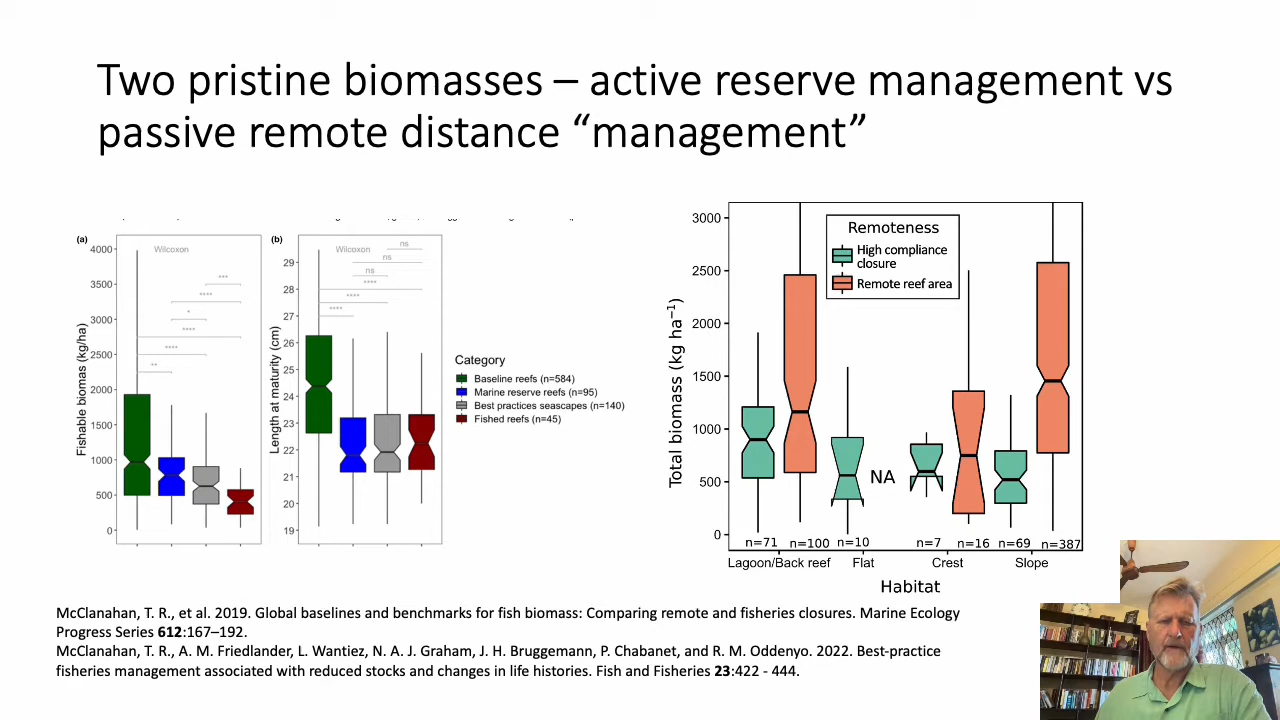 Two pristine biomasses – active reserve management vs
passive remote distance “management”
(a)
Wilcoxon
***
****
*
****
****
**
4000
3500
3000
2500
2000
1500
1000
500
0
Fishable biomas (kg/ha)
(b)
Wilcoxon
ns
ns
ns
****
****
****
29
28
27
26
25
24
23
22
21
20
19
Length at maturity (cm)
Category
Baseline reefs (n=584)
Marine reserve reefs (n=95)
Best practices seascapes (n=140)
Fished reefs (n=45)
3000
2500
2000
1500
1000
500
0
Total biomass (kg ha⁻¹)
Remoteness
High compliance
closure
Remote reef area
NA
n=71 n=100 n=10 n=7 n=16 n=69 n=387
Lagoon/Back reef Flat Crest Slope
Habitat
McClanahan, T. R., et al. 2019. Global baselines and benchmarks for fish biomass: Comparing remote and fisheries closures. Marine Ecology
Progress Series 612:167–192.
McClanahan, T. R., A. M. Friedlander, L. Wantiez, N. A. J. Graham, J. H. Bruggemann, P. Chabanet, and R. M. Oddenyo. 2022. Best-practice
fisheries management associated with reduced stocks and changes in life histories. Fish and Fisheries 23:422 - 444.